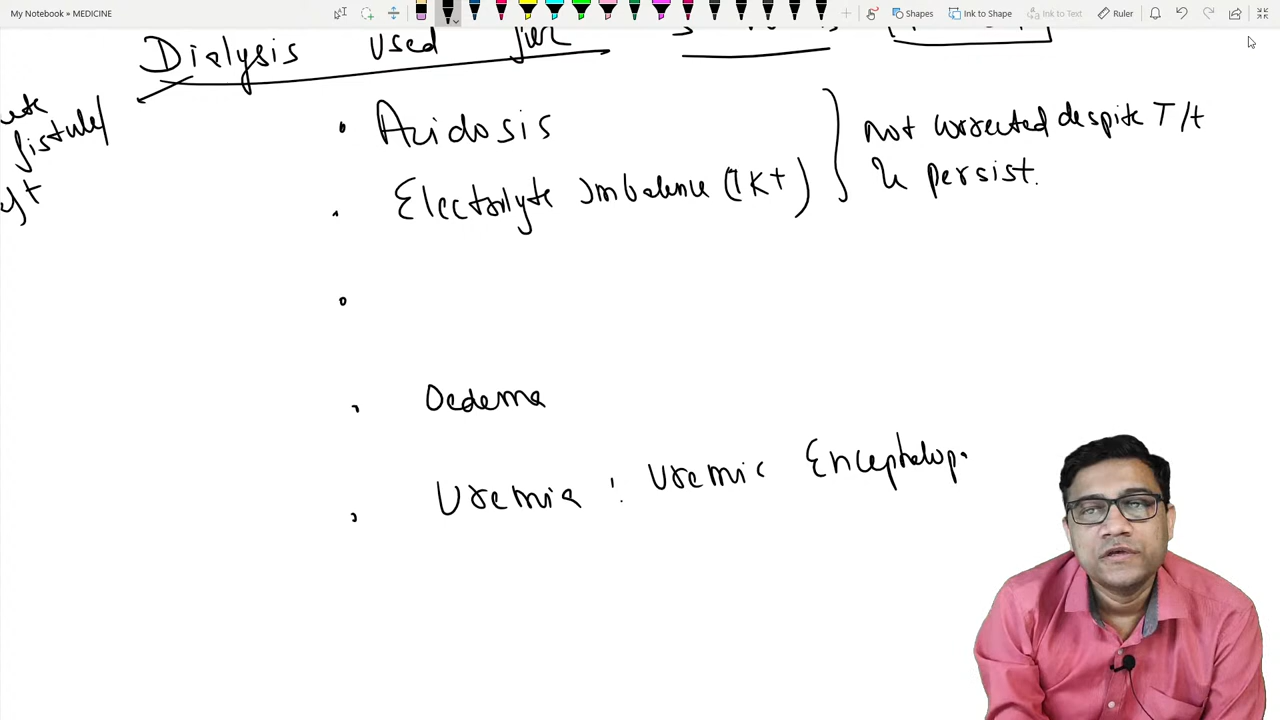 My Notebook » MEDICINE
Shapes
Ink to Shape
Ink to Text
Ruler
Dialysis used for
• Acidosis
not corrected despite T/t
& persist.
fistula/
• Electrolyte Imbalance (↑K+)
•
• Oedema
• Uremia : Uremic Encephalop.